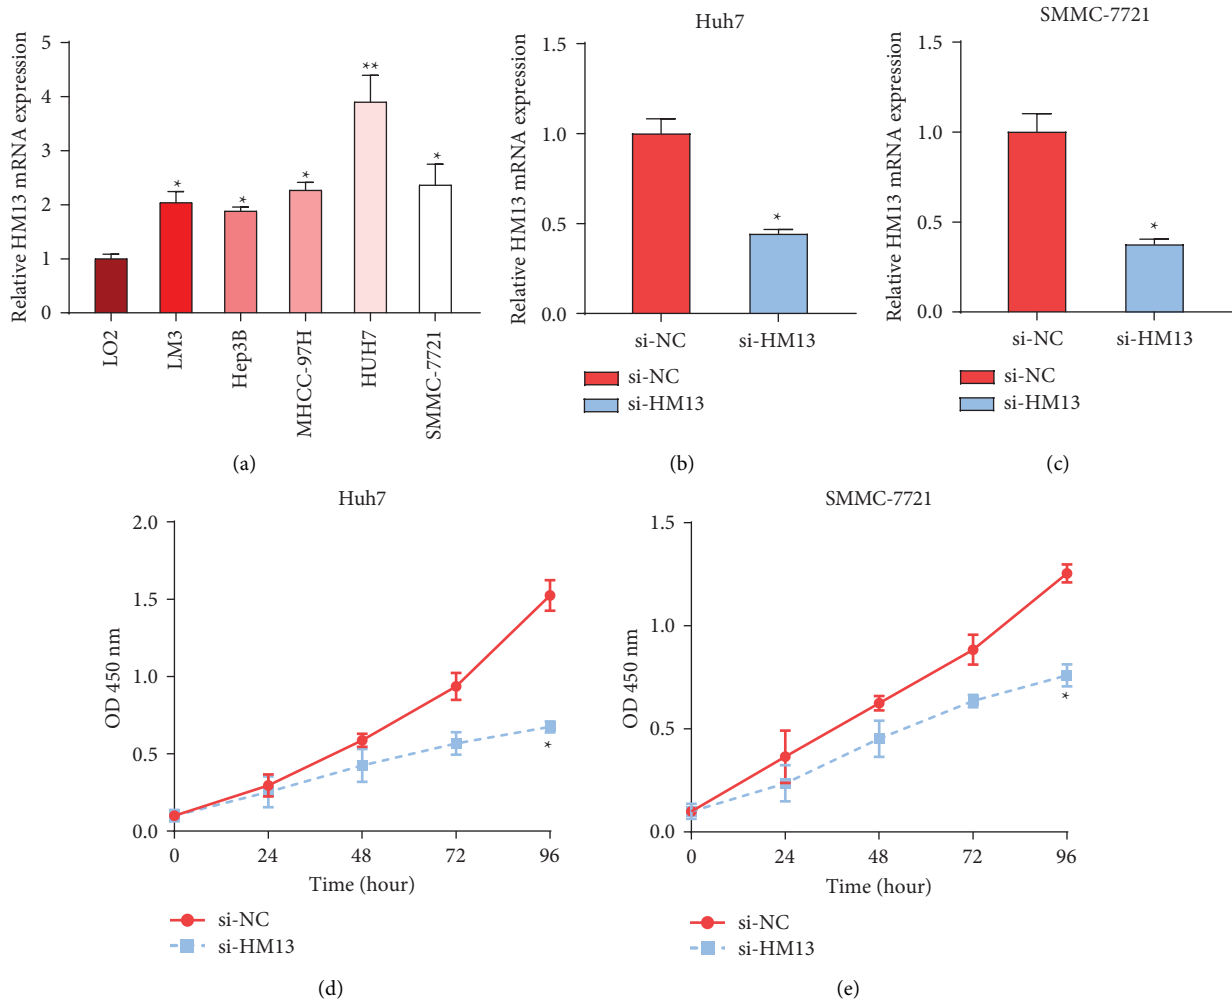 Relative HM13 mRNA expression
5
4
3
2
1
0
*
*
*
**
*
LO2
LM3
Hep3B
MHCC-97H
HUH7
SMMC-7721
(a)
Huh7
Relative HM13 mRNA expression
1.5
1.0
0.5
0.0
*
si-NC
si-HM13
si-NC
si-HM13
(b)
SMMC-7721
Relative HM13 mRNA expression
1.5
1.0
0.5
0.0
*
si-NC
si-HM13
si-NC
si-HM13
(c)
Huh7
OD 450 nm
2.0
1.5
1.0
0.5
0.0
*
0 24 48 72 96
Time (hour)
si-NC
si-HM13
(d)
SMMC-7721
OD 450 nm
1.5
1.0
0.5
0.0
*
0 24 48 72 96
Time (hour)
si-NC
si-HM13
(e)